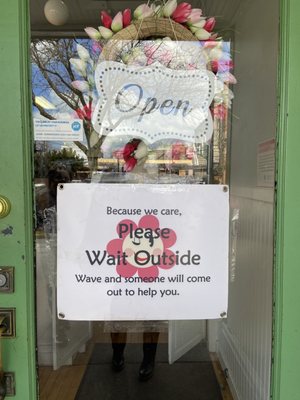 Open
Because we care,
Please
Wait Outside
Wave and someone will come
out to help you.